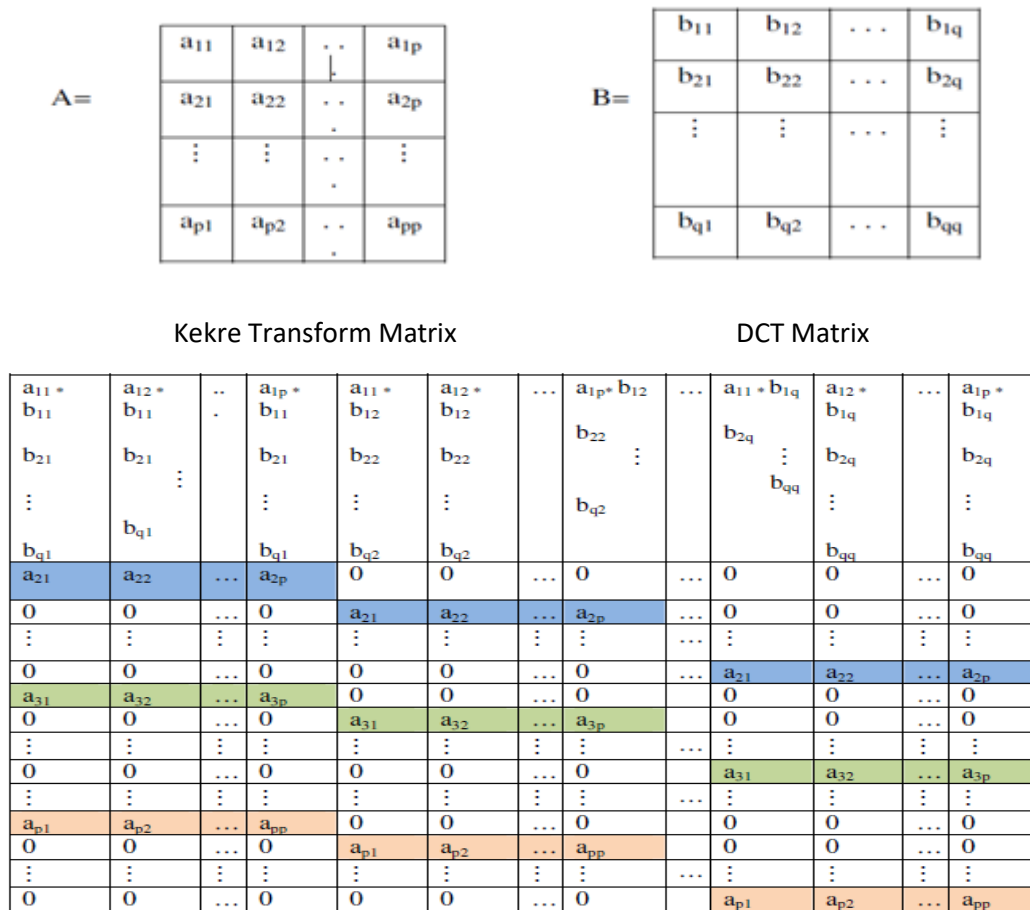 A=
a11 a12 . . . a1p
a21 a22 . . . a2p
⋮ ⋮ . . . ⋮
ap1 ap2 . . . app
B=
b11 b12 . . . b1q
b21 b22 . . . b2q
⋮ ⋮ . . . ⋮
bq1 bq2 . . . bqq
Kekre Transform Matrix
DCT Matrix
a11 * a12 * .. a1p * a11 * a12 * ... a1p* b12 ... a11 * b1q a12 * ... a1p *
b11 b11 . b11 b12 b12 b1q b1q
b22 b2q
b21 b21 b21 b22 b22 ⋮ ⋮ b2q b2q
⋮ bqq
⋮ ⋮ ⋮ ⋮ bq2 ⋮ ⋮
bq1
bq1 bq1 bq2 bq2 bqq bqq
a21 a22 ... a2p 0 0 ... 0 ... 0 0 ... 0
0 0 ... 0 a21 a22 ... a2p 0 0 ... 0
⋮ ⋮ ⋮ ⋮ ⋮ ⋮ ⋮ ⋮ ... ⋮ ⋮ ⋮ ⋮
0 0 ... 0 0 0 ... 0 ... a21 a22 ... a2p
a31 a32 ... a3p 0 0 ... 0 0 0 ... 0
0 0 ... 0 a31 a32 ... a3p 0 0 ... 0
⋮ ⋮ ⋮ ⋮ ⋮ ⋮ ⋮ ⋮ ... ⋮ ⋮ ⋮ ⋮
0 0 ... 0 0 0 ... 0 a31 a32 ... a3p
⋮ ⋮ ⋮ ⋮ ⋮ ⋮ ⋮ ⋮ ... ⋮ ⋮ ⋮ ⋮
ap1 ap2 ... app 0 0 ... 0 0 0 ... 0
0 0 ... 0 ap1 ap2 ... app 0 0 ... 0
⋮ ⋮ ⋮ ⋮ ⋮ ⋮ ⋮ ⋮ ... ⋮ ⋮ ⋮ ⋮
0 0 ... 0 0 0 ... 0 ap1 ap2 ... app